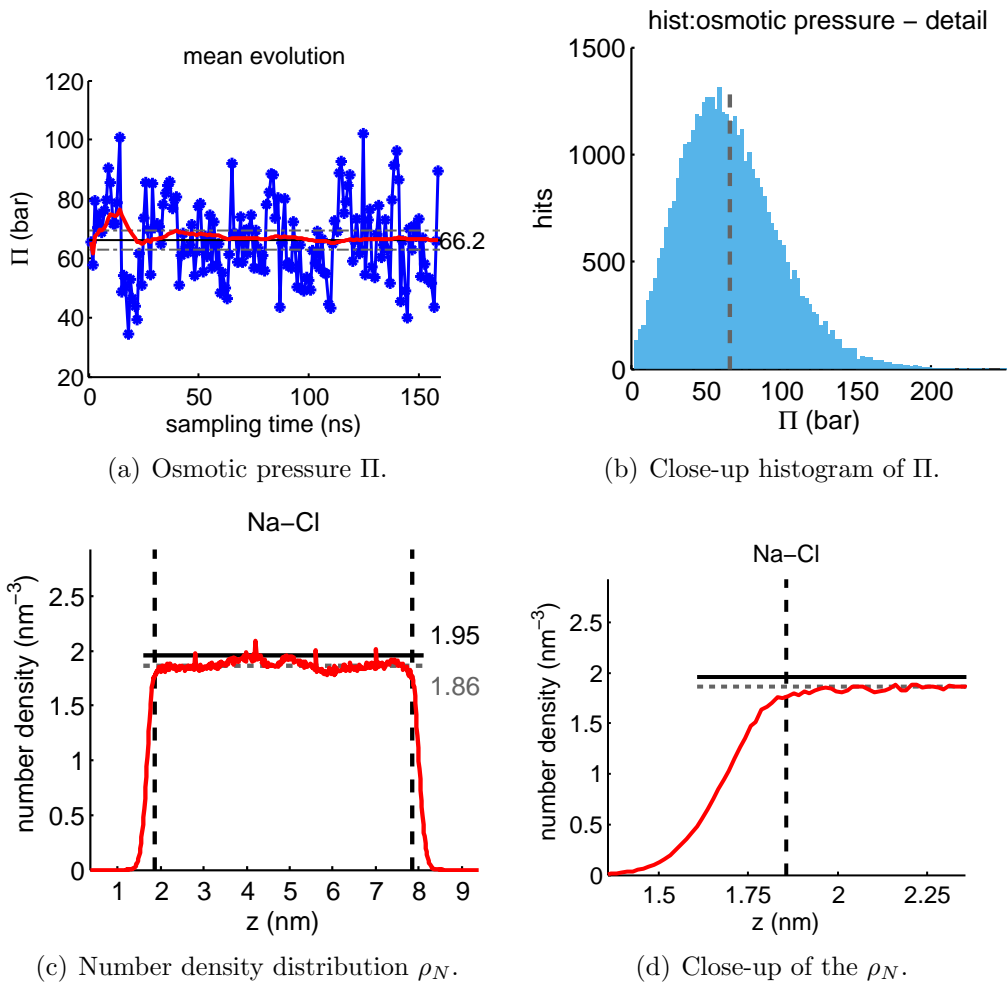 mean evolution
120
100
80
60
40
20
Π (bar)
66.2
0 50 100 150
sampling time (ns)
(a) Osmotic pressure Π.
hist:osmotic pressure − detail
1500
1000
500
0
hits
0 50 100 150 200
Π (bar)
(b) Close-up histogram of Π.
Na−Cl
2.5
2
1.5
1
0.5
0
number density (nm⁻³)
1.95
1.86
1 2 3 4 5 6 7 8 9
z (nm)
(c) Number density distribution ρN.
Na−Cl
2.5
2
1.5
1
0.5
0
number density (nm⁻³)
1.5 1.75 2 2.25
z (nm)
(d) Close-up of the ρN.